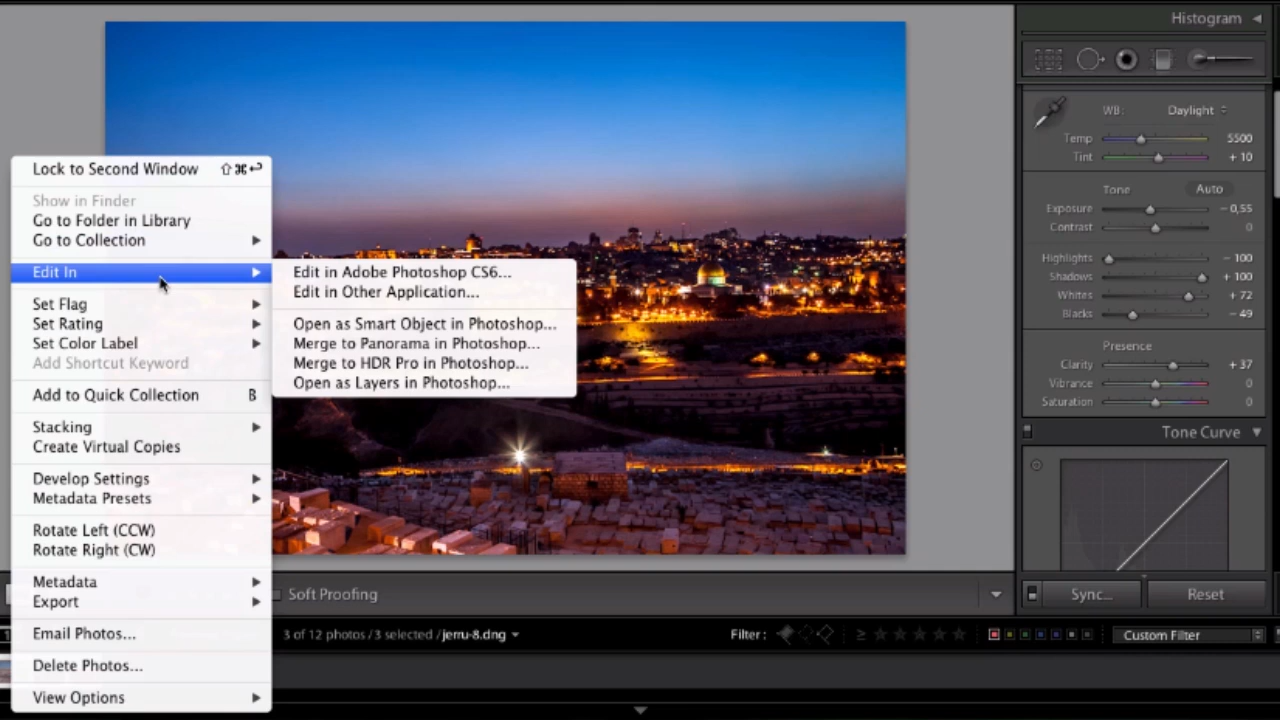 Histogram
WB: Daylight
Temp 5500
Tint + 10
Tone Auto
Exposure − 0,55
Contrast 0
Highlights − 100
Shadows + 100
Whites + 72
Blacks − 49
Presence
Clarity + 37
Vibrance 0
Saturation 0
Tone Curve
Sync... Reset
Lock to Second Window ⇧⌘↩
Show in Finder
Go to Folder in Library
Go to Collection
Edit In
Set Flag
Set Rating
Set Color Label
Add Shortcut Keyword
Add to Quick Collection B
Stacking
Create Virtual Copies
Develop Settings
Metadata Presets
Rotate Left (CCW)
Rotate Right (CW)
Metadata
Export
Email Photos...
Delete Photos...
View Options
Edit in Adobe Photoshop CS6...
Edit in Other Application...
Open as Smart Object in Photoshop...
Merge to Panorama in Photoshop...
Merge to HDR Pro in Photoshop...
Open as Layers in Photoshop...
Soft Proofing
3 of 12 photos /3 selected /jerru-8.dng
Filter : ≥ Custom Filter